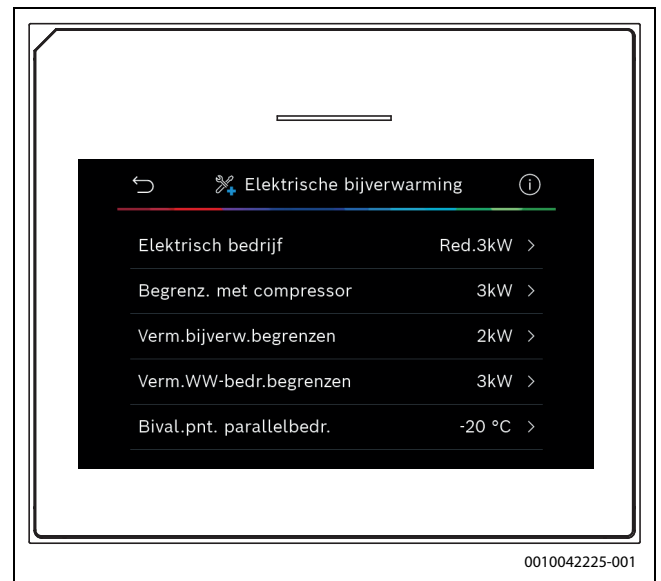 Elektrische bijverwarming
Elektrisch bedrijf Red.3kW >
Begrenz. met compressor 3kW >
Verm.bijverw.begrenzen 2kW >
Verm.WW-bedr.begrenzen 3kW >
Bival.pnt. parallelbedr. -20 °C >
0010042225-001